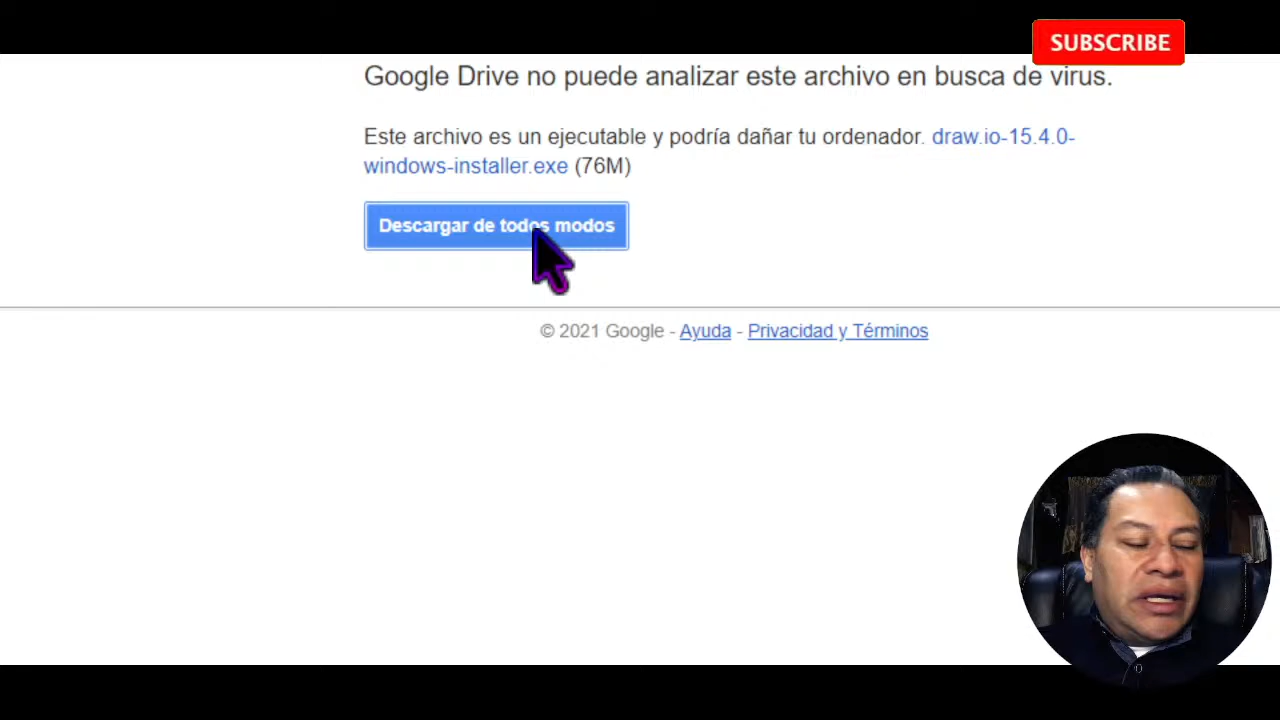 SUBSCRIBE
Google Drive no puede analizar este archivo en busca de virus.
Este archivo es un ejecutable y podría dañar tu ordenador. draw.io-15.4.0-
windows-installer.exe (76M)
Descargar de todos modos
© 2021 Google - Ayuda - Privacidad y Términos